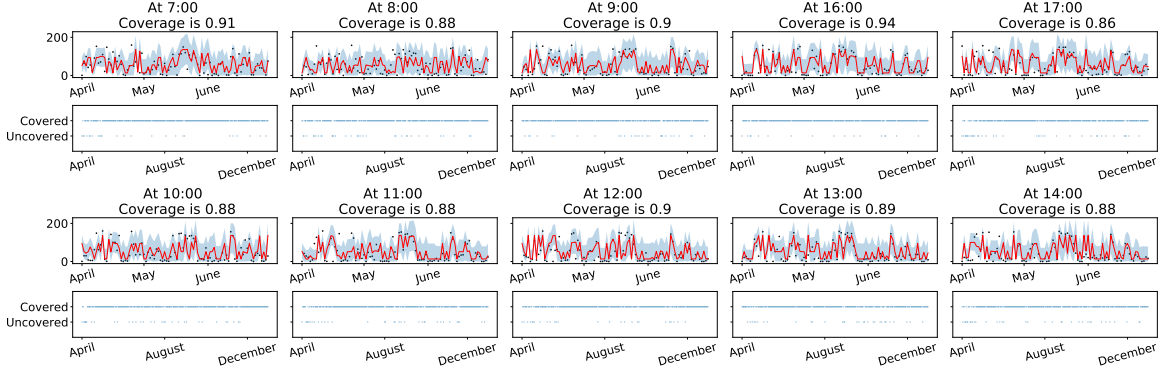 At 7:00
Coverage is 0.91
At 8:00
Coverage is 0.88
At 9:00
Coverage is 0.9
At 16:00
Coverage is 0.94
At 17:00
Coverage is 0.86
200
0
April May June
April May June
April May June
April May June
April May June
Covered
Uncovered
April August December
April August December
April August December
April August December
April August December
At 10:00
Coverage is 0.88
At 11:00
Coverage is 0.88
At 12:00
Coverage is 0.9
At 13:00
Coverage is 0.89
At 14:00
Coverage is 0.88
200
0
April May June
April May June
April May June
April May June
April May June
Covered
Uncovered
April August December
April August December
April August December
April August December
April August December